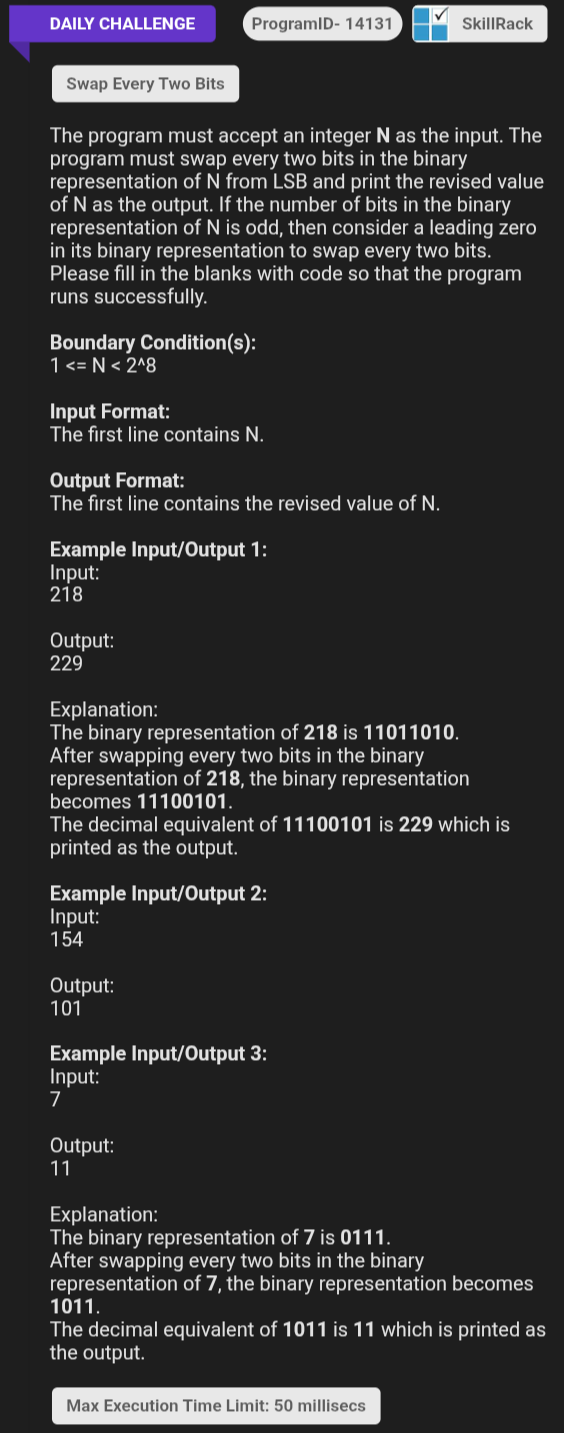 DAILY CHALLENGE
ProgramID- 14131
SkillRack
Swap Every Two Bits
The program must accept an integer N as the input. The
program must swap every two bits in the binary
representation of N from LSB and print the revised value
of N as the output. If the number of bits in the binary
representation of N is odd, then consider a leading zero
in its binary representation to swap every two bits.
Please fill in the blanks with code so that the program
runs successfully.
Boundary Condition(s):
1 <= N < 2^8
Input Format:
The first line contains N.
Output Format:
The first line contains the revised value of N.
Example Input/Output 1:
Input:
218
Output:
229
Explanation:
The binary representation of 218 is 11011010.
After swapping every two bits in the binary
representation of 218, the binary representation
becomes 11100101.
The decimal equivalent of 11100101 is 229 which is
printed as the output.
Example Input/Output 2:
Input:
154
Output:
101
Example Input/Output 3:
Input:
7
Output:
11
Explanation:
The binary representation of 7 is 0111.
After swapping every two bits in the binary
representation of 7, the binary representation becomes
1011.
The decimal equivalent of 1011 is 11 which is printed as
the output.
Max Execution Time Limit: 50 millisecs